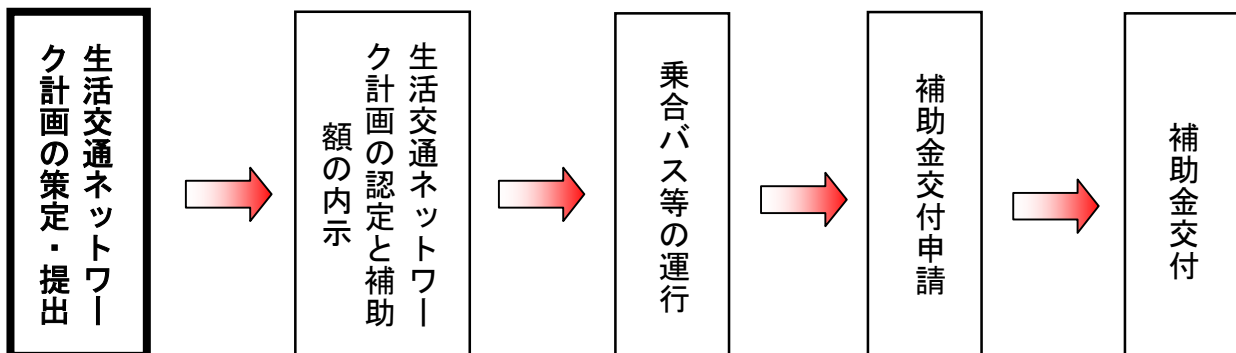 生活交通ネットワー
ク計画の策定・提出
生活交通ネットワー
ク計画の認定と補助
額の内示
乗合バス等の運行
補助金交付申請
補助金交付